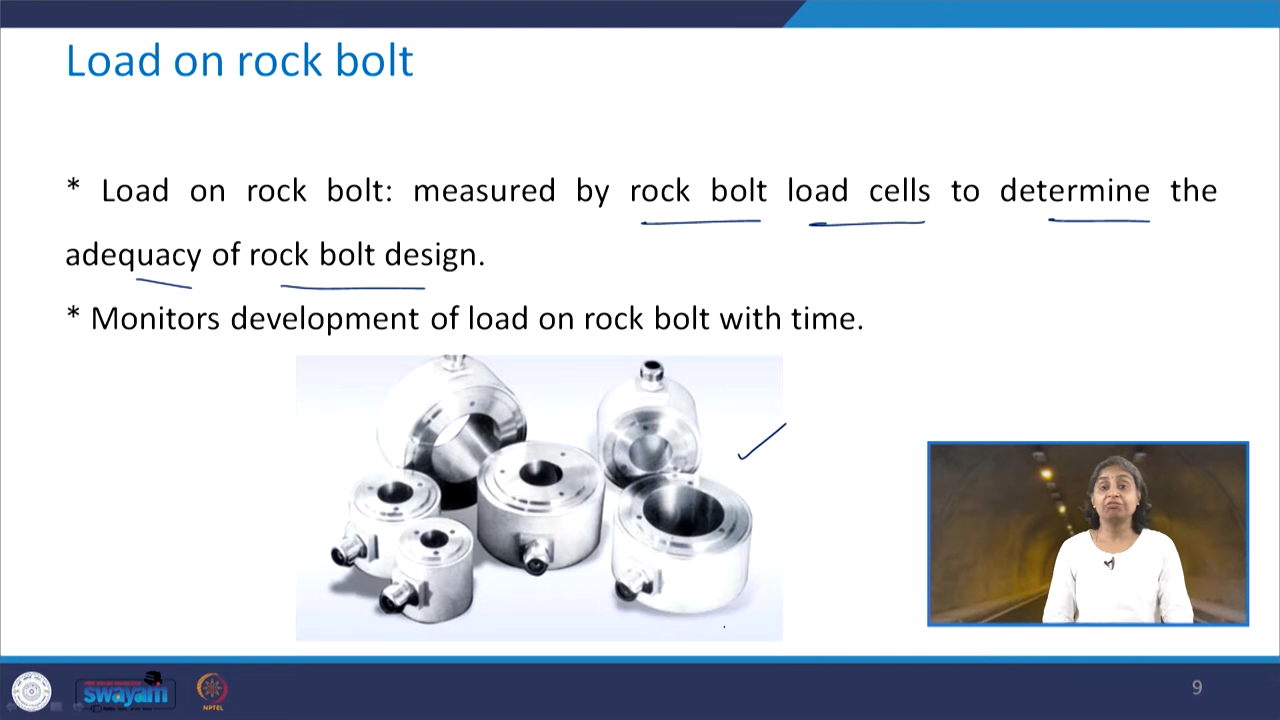 Load on rock bolt
* Load on rock bolt: measured by rock bolt load cells to determine the
adequacy of rock bolt design.
* Monitors development of load on rock bolt with time.
swayam
NPTEL
9